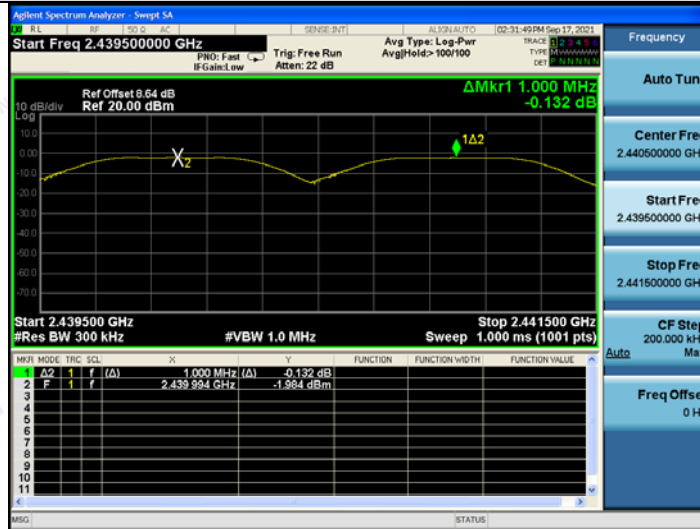 Agilent Spectrum Analyzer - Swept SA
RL RF 50 Ω AC SENSE:INT ALIGN AUTO 02:31:49 PM Sep 17, 2021
Start Freq 2.439500000 GHz
PNO: Fast
IFGain:Low
Trig: Free Run
Atten: 22 dB
Avg Type: Log-Pwr
Avg|Hold:>100/100
TRACE 1 2 3 4 5 6
TYPE M
DET P N N N N N
Ref Offset 8.64 dB
Ref 20.00 dBm
10 dB/div
Log
ΔMkr1 1.000 MHz
-0.132 dB
10.0
0.00
-10.0
-20.0
-30.0
-40.0
-50.0
-60.0
-70.0
1Δ2
X2
Start 2.439500 GHz Stop 2.441500 GHz
#Res BW 300 kHz #VBW 1.0 MHz Sweep 1.000 ms (1001 pts)
MKR MODE TRC SCL X Y FUNCTION FUNCTION WIDTH FUNCTION VALUE
1 Δ2 1 f (Δ) 1.000 MHz (Δ) -0.132 dB
2 F 1 f 2.439 994 GHz -1.984 dBm
3
4
5
6
7
8
9
10
11
MSG STATUS
Frequency
Auto Tun
Center Fre
2.440500000 GH
Start Fre
2.439500000 GH
Stop Fre
2.441500000 GH
CF Ste
200.000 kH
Auto Ma
Freq Offse
0 H